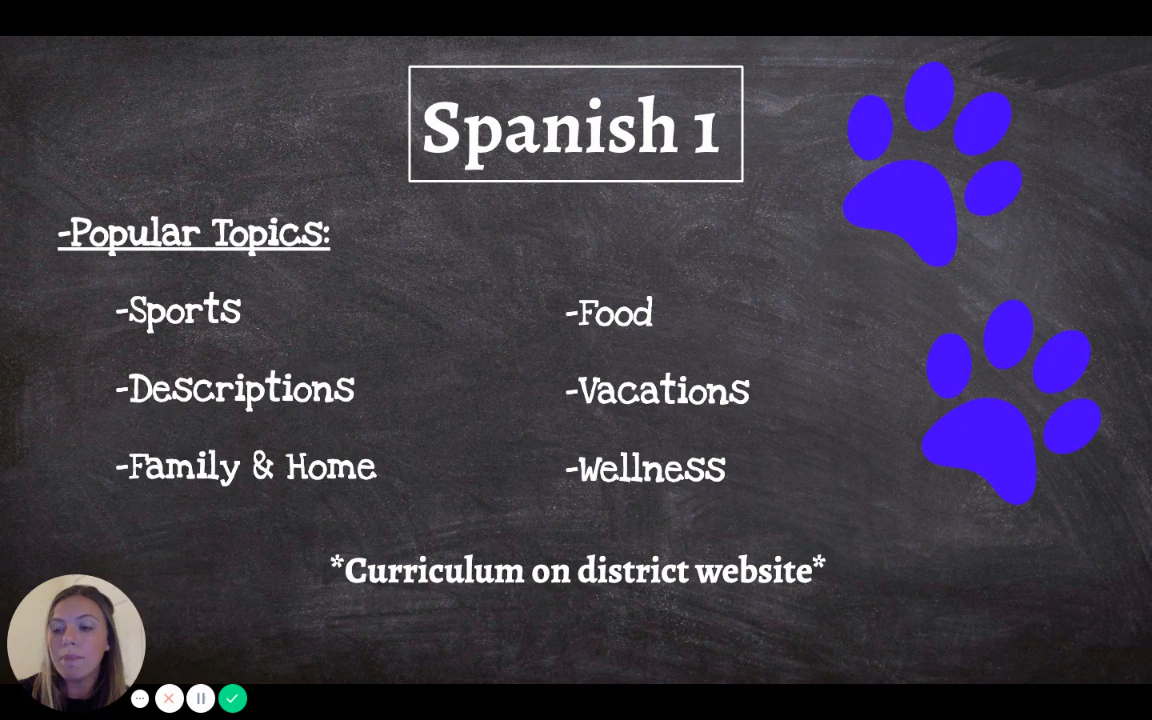 Spanish 1
-Popular Topics:
-Sports
-Descriptions
-Family & Home
-Food
-Vacations
-Wellness
*Curriculum on district website*